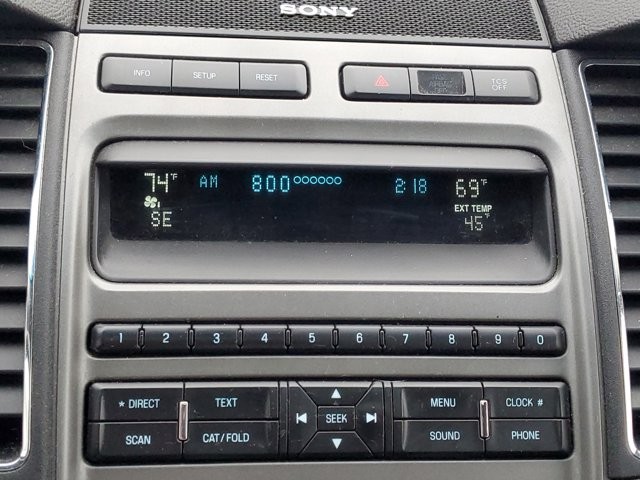 SONY
INFO SETUP RESET TCS OFF
74°F AM 800 2:18 69°F
EXT TEMP
SE 45°F
1 2 3 4 5 6 7 8 9 0
* DIRECT TEXT MENU CLOCK #
SEEK
SCAN CAT/FOLD SOUND PHONE